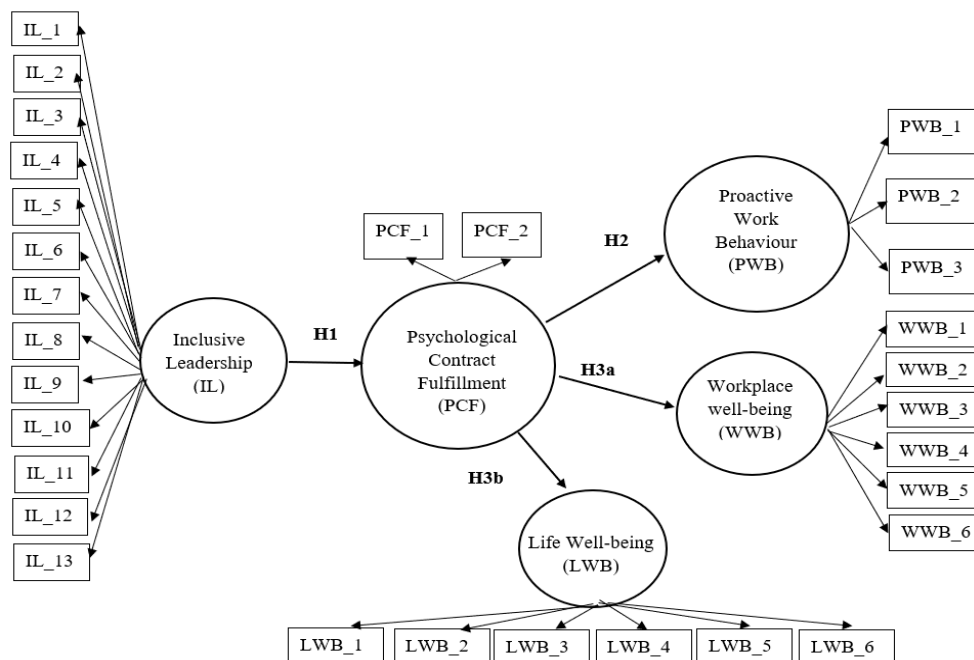 IL_1
IL_2
IL_3
IL_4
IL_5
IL_6
IL_7
IL_8
IL_9
IL_10
IL_11
IL_12
IL_13
Inclusive
Leadership
(IL)
H1
PCF_1
PCF_2
Psychological
Contract
Fulfillment
(PCF)
H2
H3a
H3b
Proactive
Work
Behaviour
(PWB)
PWB_1
PWB_2
PWB_3
Workplace
well-being
(WWB)
WWB_1
WWB_2
WWB_3
WWB_4
WWB_5
WWB_6
Life Well-being
(LWB)
LWB_1
LWB_2
LWB_3
LWB_4
LWB_5
LWB_6